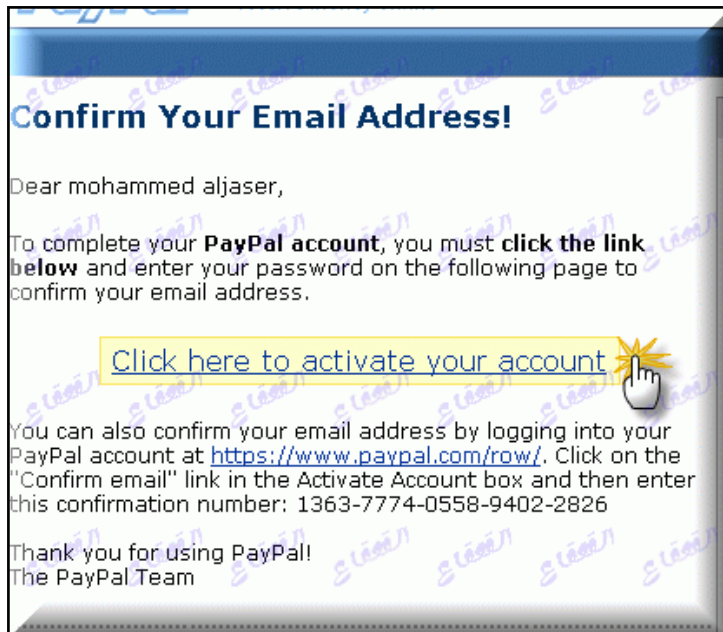 Confirm Your Email Address!
Dear mohammed aljaser,
To complete your PayPal account, you must click the link
below and enter your password on the following page to
confirm your email address.
Click here to activate your account
You can also confirm your email address by logging into your
PayPal account at https://www.paypal.com/row/. Click on the
"Confirm email" link in the Activate Account box and then enter
this confirmation number: 1363-7774-0558-9402-2826
Thank you for using PayPal!
The PayPal Team